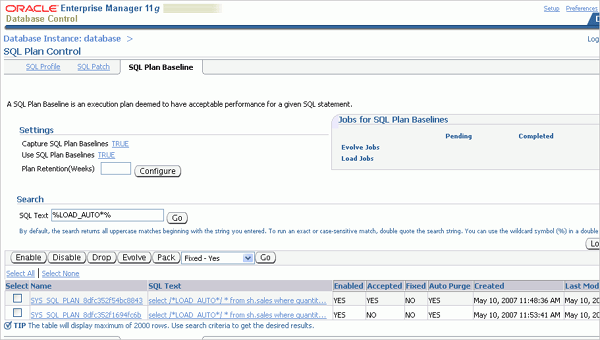 ORACLE Enterprise Manager 11g
Database Control
Setup Preferences
Database Instance: database >
Log
SQL Plan Control
SQL Profile SQL Patch SQL Plan Baseline
A SQL Plan Baseline is an execution plan deemed to have acceptable performance for a given SQL statement.
Settings
Capture SQL Plan Baselines TRUE
Use SQL Plan Baselines TRUE
Plan Retention(Weeks) Configure
Jobs for SQL Plan Baselines
Pending Completed
Evolve Jobs
Load Jobs
Search
SQL Text %LOAD_AUTO*% Go
By default, the search returns all uppercase matches beginning with the string you entered. To run an exact or case-sensitive match, double quote the search string. You can use the wildcard symbol (%) in a double
Lo
Enable Disable Drop Evolve Pack Fixed - Yes Go
Select All Select None
Select Name SQL Text Enabled Accepted Fixed Auto Purge Created Last Mod
SYS_SQL_PLAN_8dfc352f54bc8843 select /*LOAD_AUTO*/ * from sh.sales where quantit... YES YES NO YES May 10, 2007 11:48:36 AM May 10, 20
SYS_SQL_PLAN_8dfc352f1694fc6b select /*LOAD_AUTO*/ * from sh.sales where quantit... YES NO NO YES May 10, 2007 11:53:41 AM May 10, 20
TIP The table will display maximum of 2000 rows. Use search criteria to get the desired results.